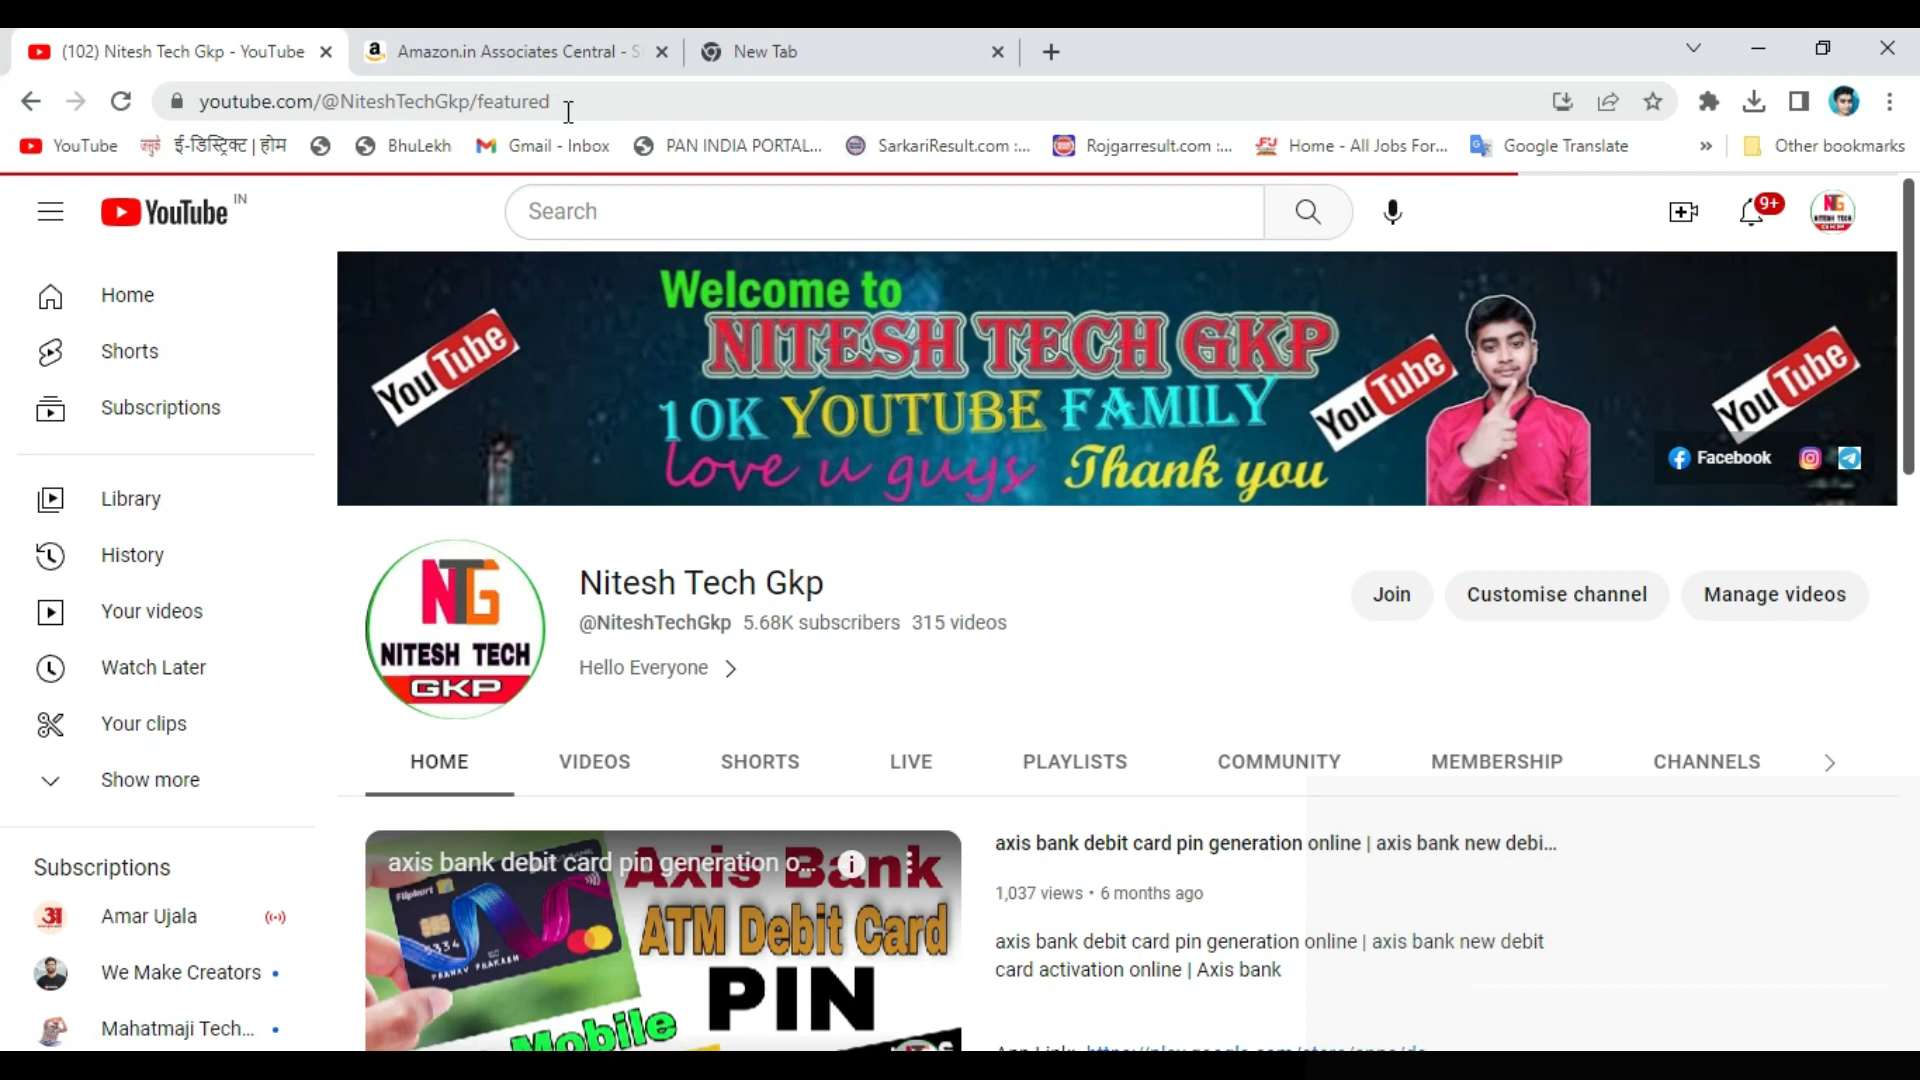 (102) Nitesh Tech Gkp - YouTube
Amazon.in Associates Central - S
New Tab
youtube.com/@NiteshTechGkp/featured
YouTube
ई-डिस्ट्रिक्ट | होम
BhuLekh
Gmail - Inbox
PAN INDIA PORTAL...
SarkariResult.com :...
Rojgarresult.com :...
Home - All Jobs For...
Google Translate
Other bookmarks
YouTube IN
Search
9+
Home
Shorts
Subscriptions
Library
History
Your videos
Watch Later
Your clips
Show more
Subscriptions
Amar Ujala
We Make Creators
Mahatmaji Tech...
Welcome to
NITESH TECH GKP
10K YOUTUBE FAMILY
love u guys Thank you
YouTube
YouTube
YouTube
Facebook
NTG
NITESH TECH
GKP
Nitesh Tech Gkp
@NiteshTechGkp 5.68K subscribers 315 videos
Hello Everyone
Join
Customise channel
Manage videos
HOME
VIDEOS
SHORTS
LIVE
PLAYLISTS
COMMUNITY
MEMBERSHIP
CHANNELS
axis bank debit card pin generation o...
Axis Bank
ATM Debit Card
PIN
Mobile
Flipkart
5334
PRANAV PRAKASH
axis bank debit card pin generation online | axis bank new debi...
1,037 views • 6 months ago
axis bank debit card pin generation online | axis bank new debit
card activation online | Axis bank